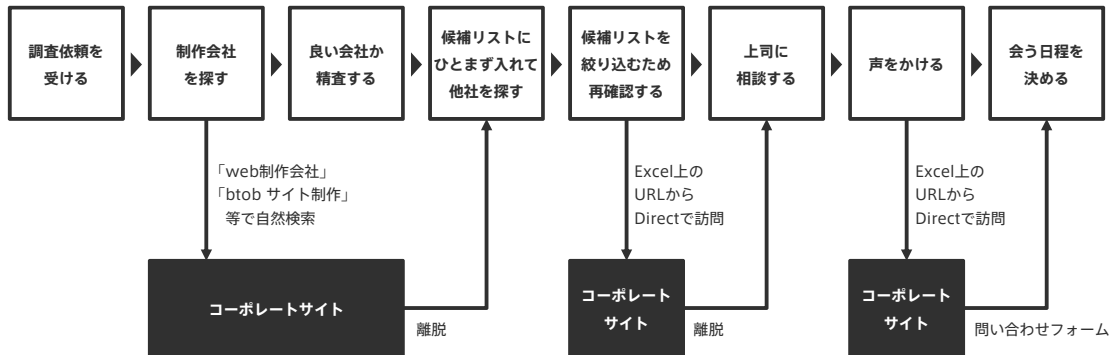 調査依頼を
受ける
制作会社
を探す
良い会社か
精査する
候補リストに
ひとまず入れて
他社を探す
候補リストを
絞り込むため
再確認する
上司に
相談する
声をかける
会う日程を
決める
「web制作会社」
「btob サイト制作」
等で自然検索
Excel上の
URLから
Directで訪問
Excel上の
URLから
Directで訪問
コーポレートサイト
離脱
コーポレート
サイト
離脱
コーポレート
サイト
問い合わせフォーム